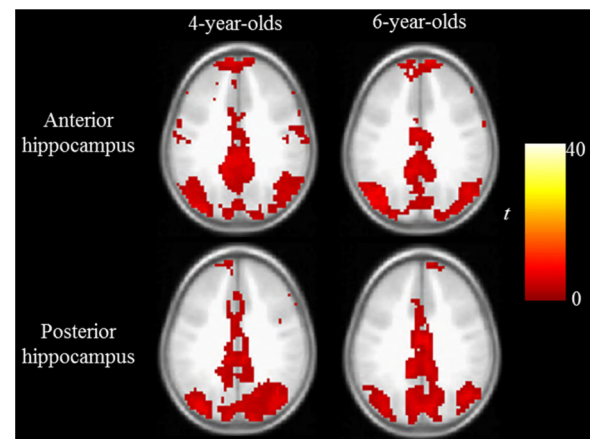 4-year-olds
6-year-olds
Anterior
hippocampus
40
t
0
Posterior
hippocampus